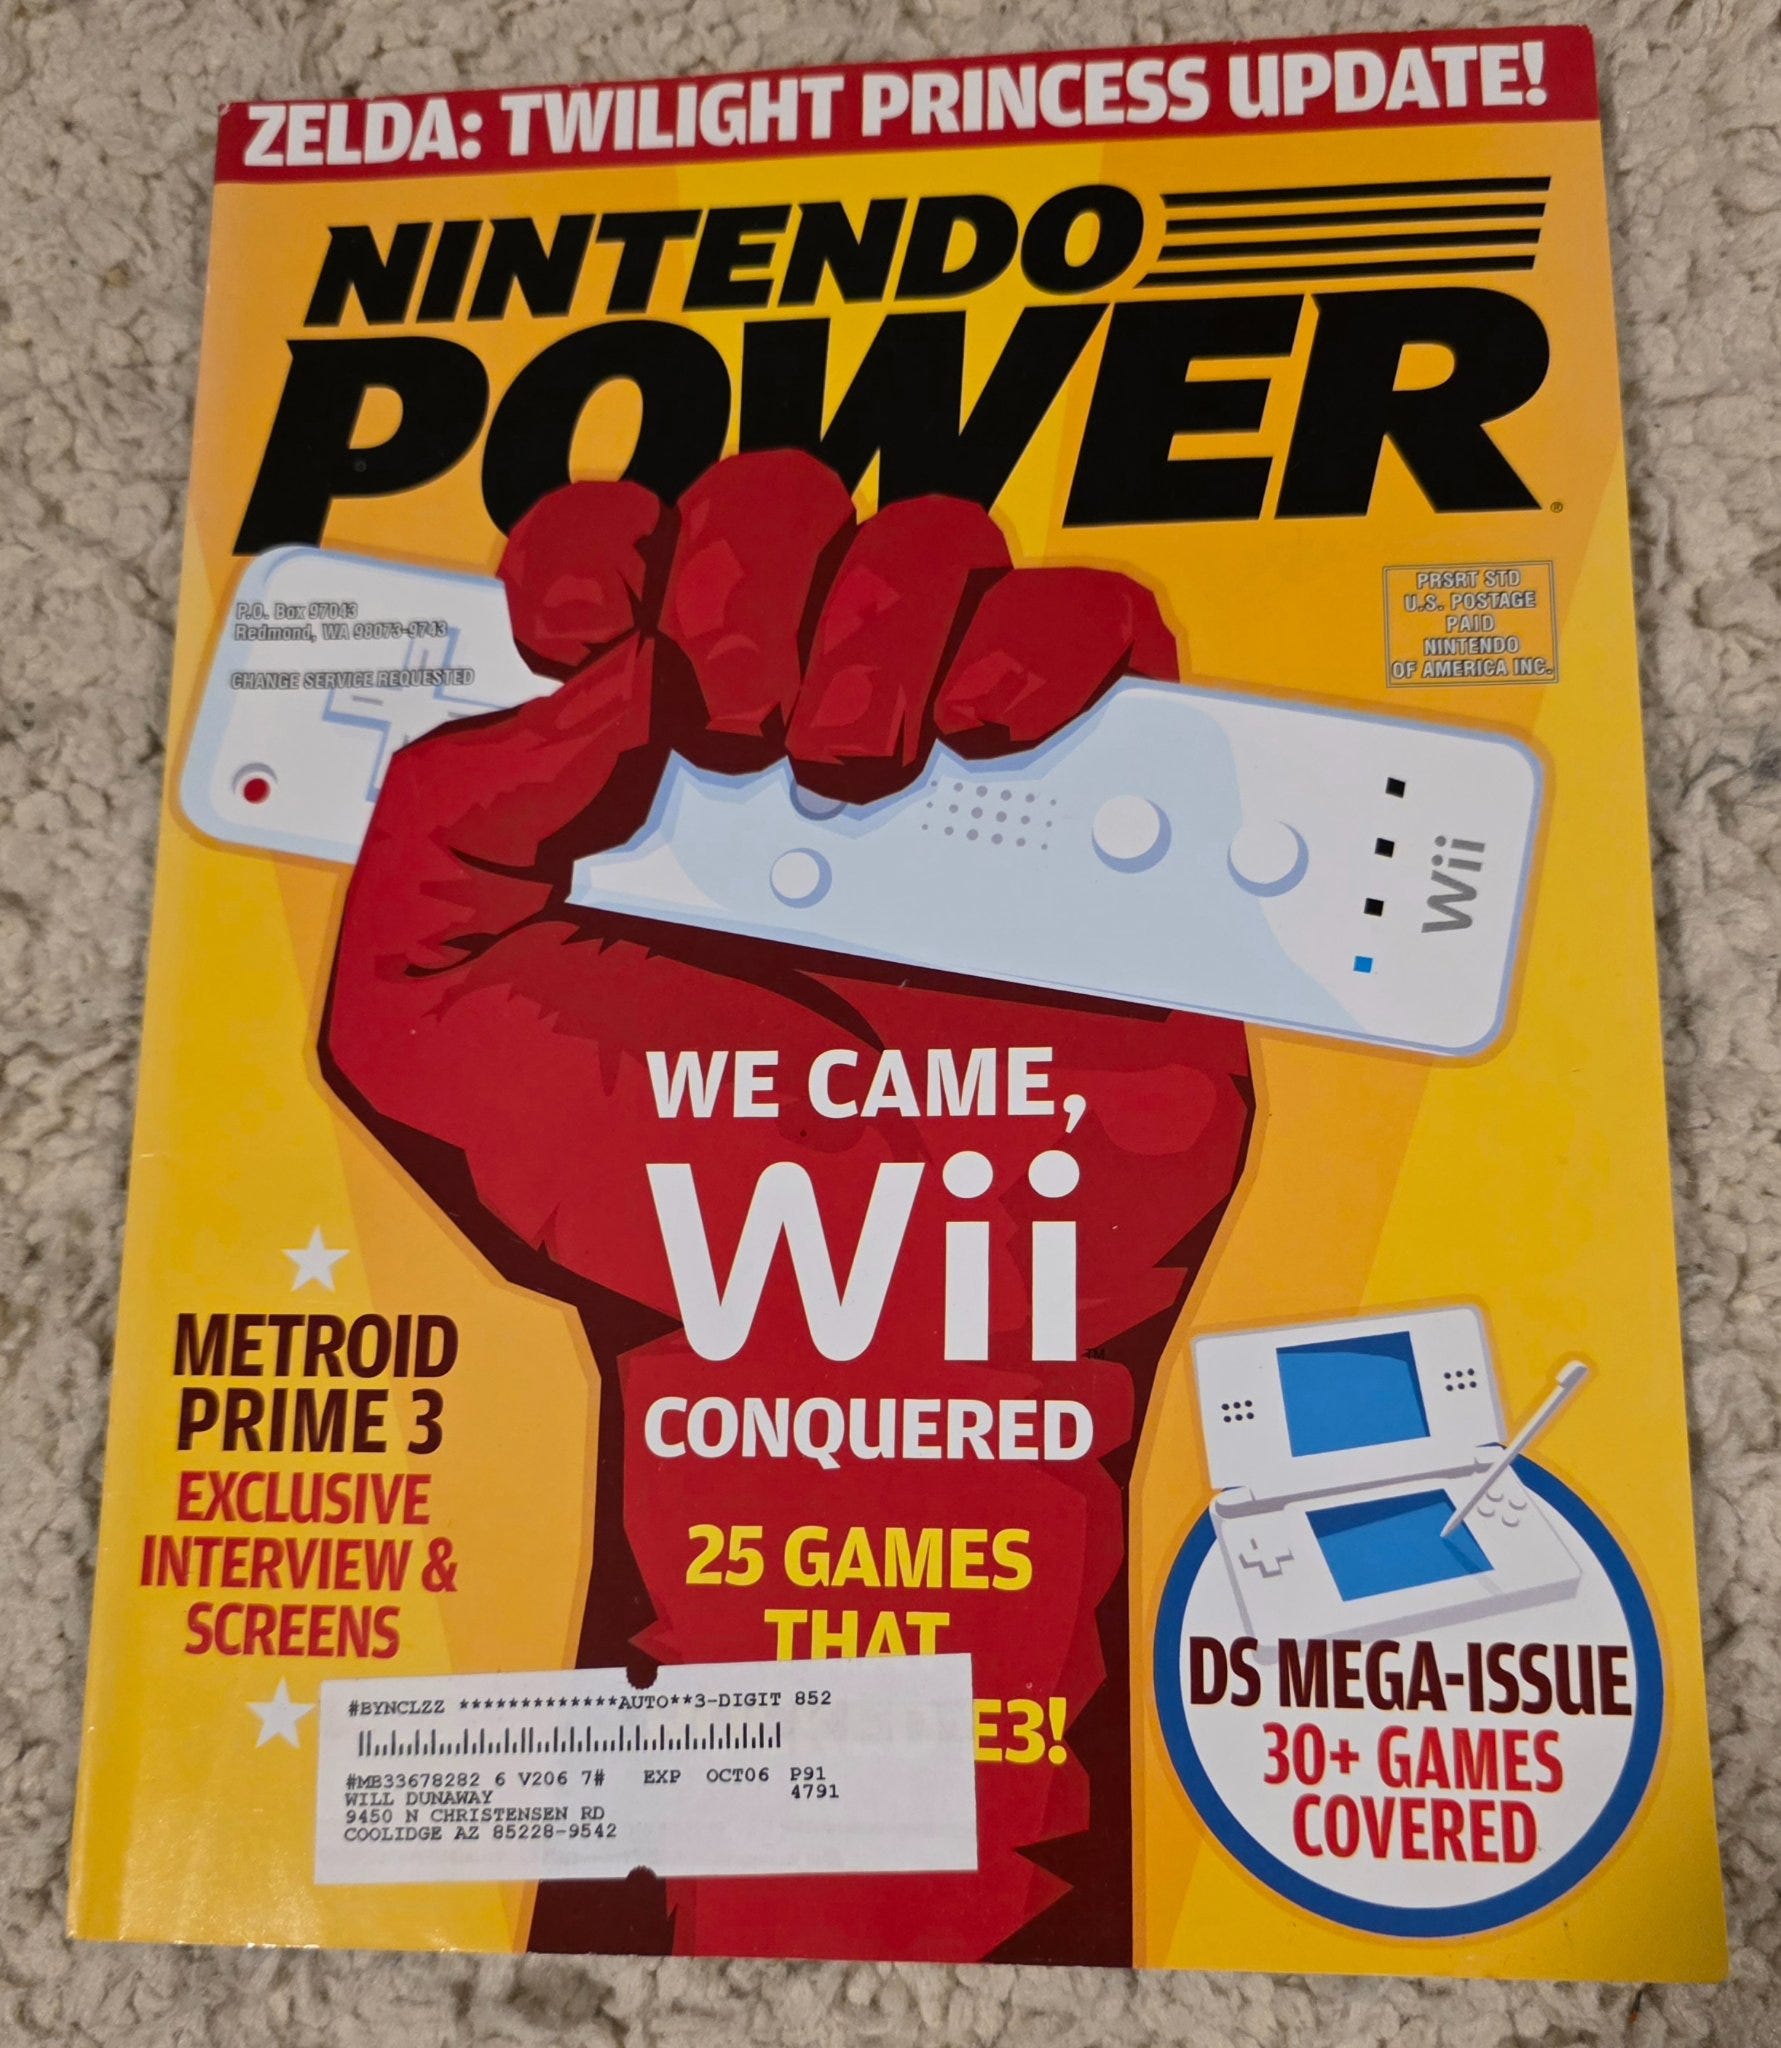 ZELDA: TWILIGHT PRINCESS UPDATE!
NINTENDO
POWER
®
P.O. Box 97043
Redmond, WA 98073-9743
CHANGE SERVICE REQUESTED
PRSRT STD
U.S. POSTAGE
PAID
NINTENDO
OF AMERICA INC.
Wii
WE CAME,
Wii
TM
CONQUERED
25 GAMES
THAT
E3!
METROID
PRIME 3
EXCLUSIVE
INTERVIEW &
SCREENS
DS MEGA-ISSUE
30+ GAMES
COVERED
#BYNCLZZ *************AUTO**3-DIGIT 852
#MB33678282 6 V206 7# EXP OCT06 P91
WILL DUNAWAY 4791
9450 N CHRISTENSEN RD
COOLIDGE AZ 85228-9542